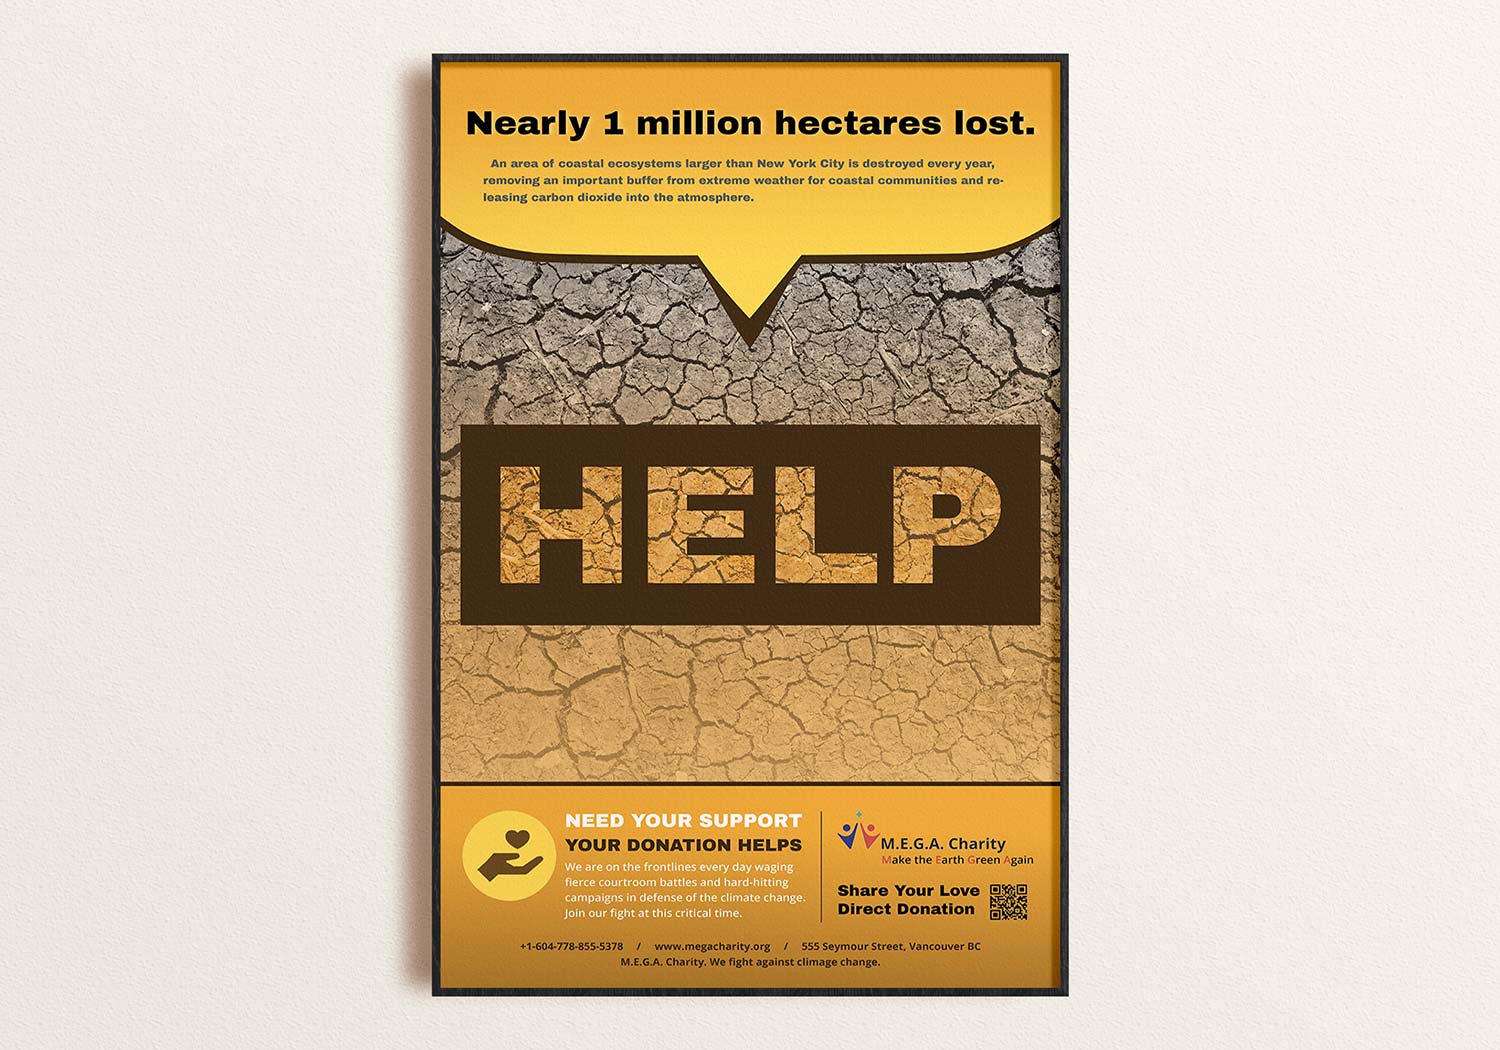 Nearly 1 million hectares lost.
An area of coastal ecosystems larger than New York City is destroyed every year,
removing an important buffer from extreme weather for coastal communities and re-
leasing carbon dioxide into the atmosphere.
HELP
NEED YOUR SUPPORT
YOUR DONATION HELPS
We are on the frontlines every day waging
fierce courtroom battles and hard-hitting
campaigns in defense of the climate change.
Join our fight at this critical time.
M.E.G.A. Charity
Make the Earth Green Again
Share Your Love
Direct Donation
+1-604-778-855-5378 / www.megacharity.org / 555 Seymour Street, Vancouver BC
M.E.G.A. Charity. We fight against climage change.